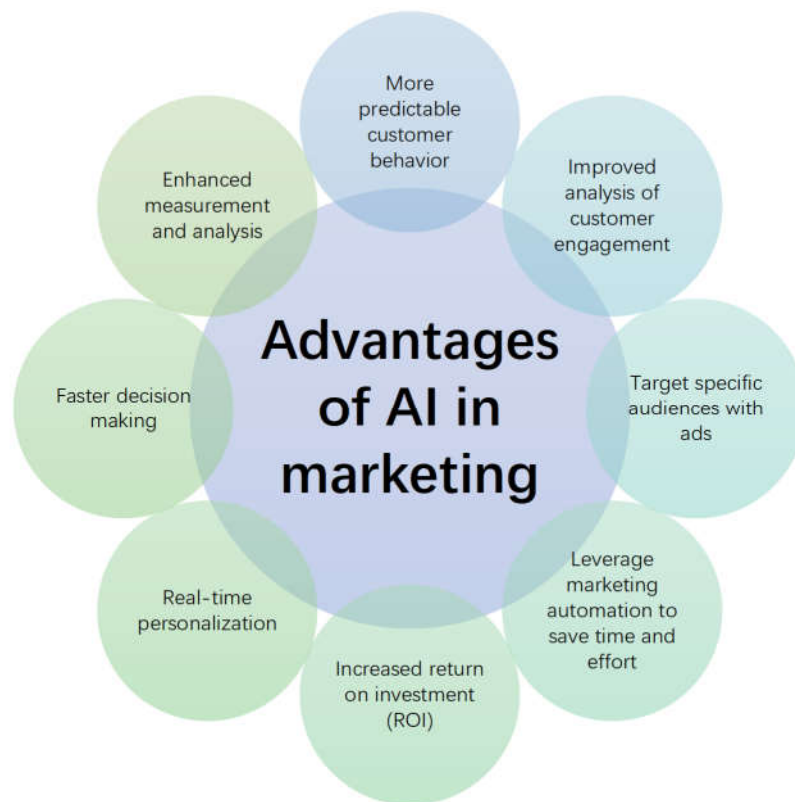 Advantages
of AI in
marketing
More
predictable
customer
behavior
Improved
analysis of
customer
engagement
Target specific
audiences with
ads
Leverage
marketing
automation to
save time and
effort
Increased return
on investment
(ROI)
Real-time
personalization
Faster decision
making
Enhanced
measurement
and analysis